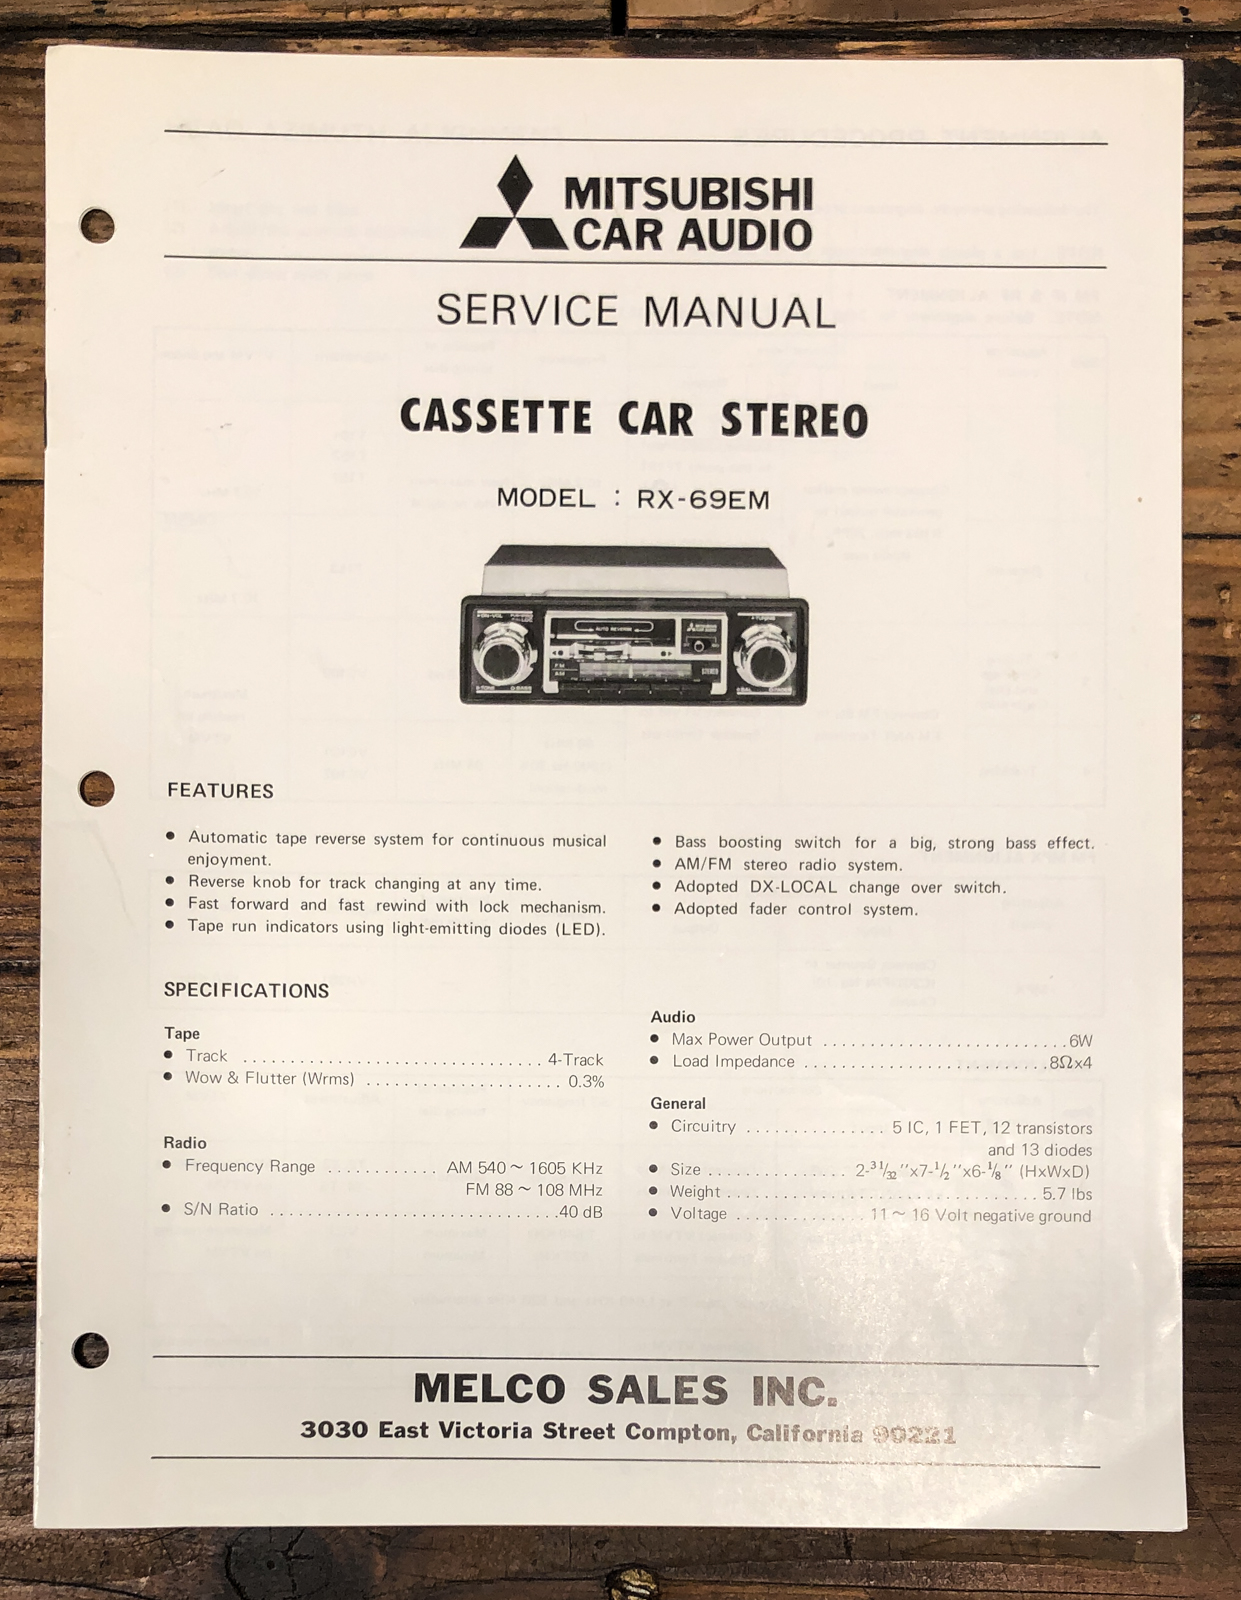 MITSUBISHI
CAR AUDIO
SERVICE MANUAL
CASSETTE CAR STEREO
MODEL : RX-69EM
AUTO REVERSE
FM
AM
STEREO
FEATURES
• Automatic tape reverse system for continuous musical
enjoyment.
• Reverse knob for track changing at any time.
• Fast forward and fast rewind with lock mechanism.
• Tape run indicators using light-emitting diodes (LED).
• Bass boosting switch for a big, strong bass effect.
• AM/FM stereo radio system.
• Adopted DX-LOCAL change over switch.
• Adopted fader control system.
SPECIFICATIONS
Tape
• Track . . . . . . . . . . . . . . . . . . . . . . . . . . . . . . 4-Track
• Wow & Flutter (Wrms) . . . . . . . . . . . . . . . . . . . . 0.3%
Radio
• Frequency Range . . . . . . . . . . . . AM 540 ~ 1605 KHz
FM 88 ~ 108 MHz
• S/N Ratio . . . . . . . . . . . . . . . . . . . . . . . . . . . . . . .40 dB
Audio
• Max Power Output . . . . . . . . . . . . . . . . . . . . . . . . . . .6W
• Load Impedance . . . . . . . . . . . . . . . . . . . . . . . . . .8Ωx4
General
• Circuitry . . . . . . . . . . . . . . . 5 IC, 1 FET, 12 transistors
and 13 diodes
• Size . . . . . . . . . . . . . . . 2-31/32"x7-1/2"x6-1/8" (HxWxD)
• Weight . . . . . . . . . . . . . . . . . . . . . . . . . . . . . . . . . . 5.7 lbs
• Voltage . . . . . . . . . . . . . . 11 ~ 16 Volt negative ground
MELCO SALES INC.
3030 East Victoria Street Compton, California 90221